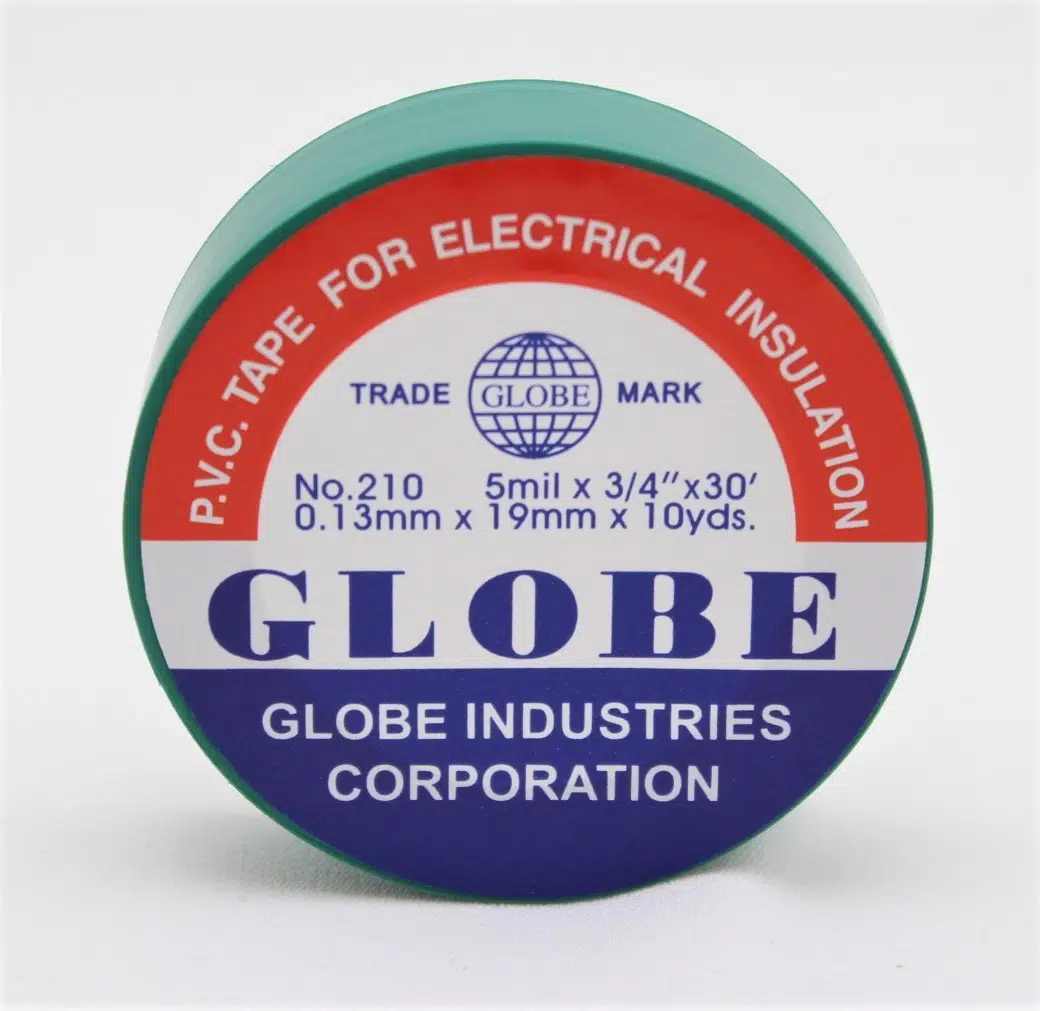 P.V.C. TAPE FOR ELECTRICAL INSULATION
TRADE GLOBE MARK
No.210 5mil x 3/4"x30'
0.13mm x 19mm x 10yds.
GLOBE
GLOBE INDUSTRIES
CORPORATION